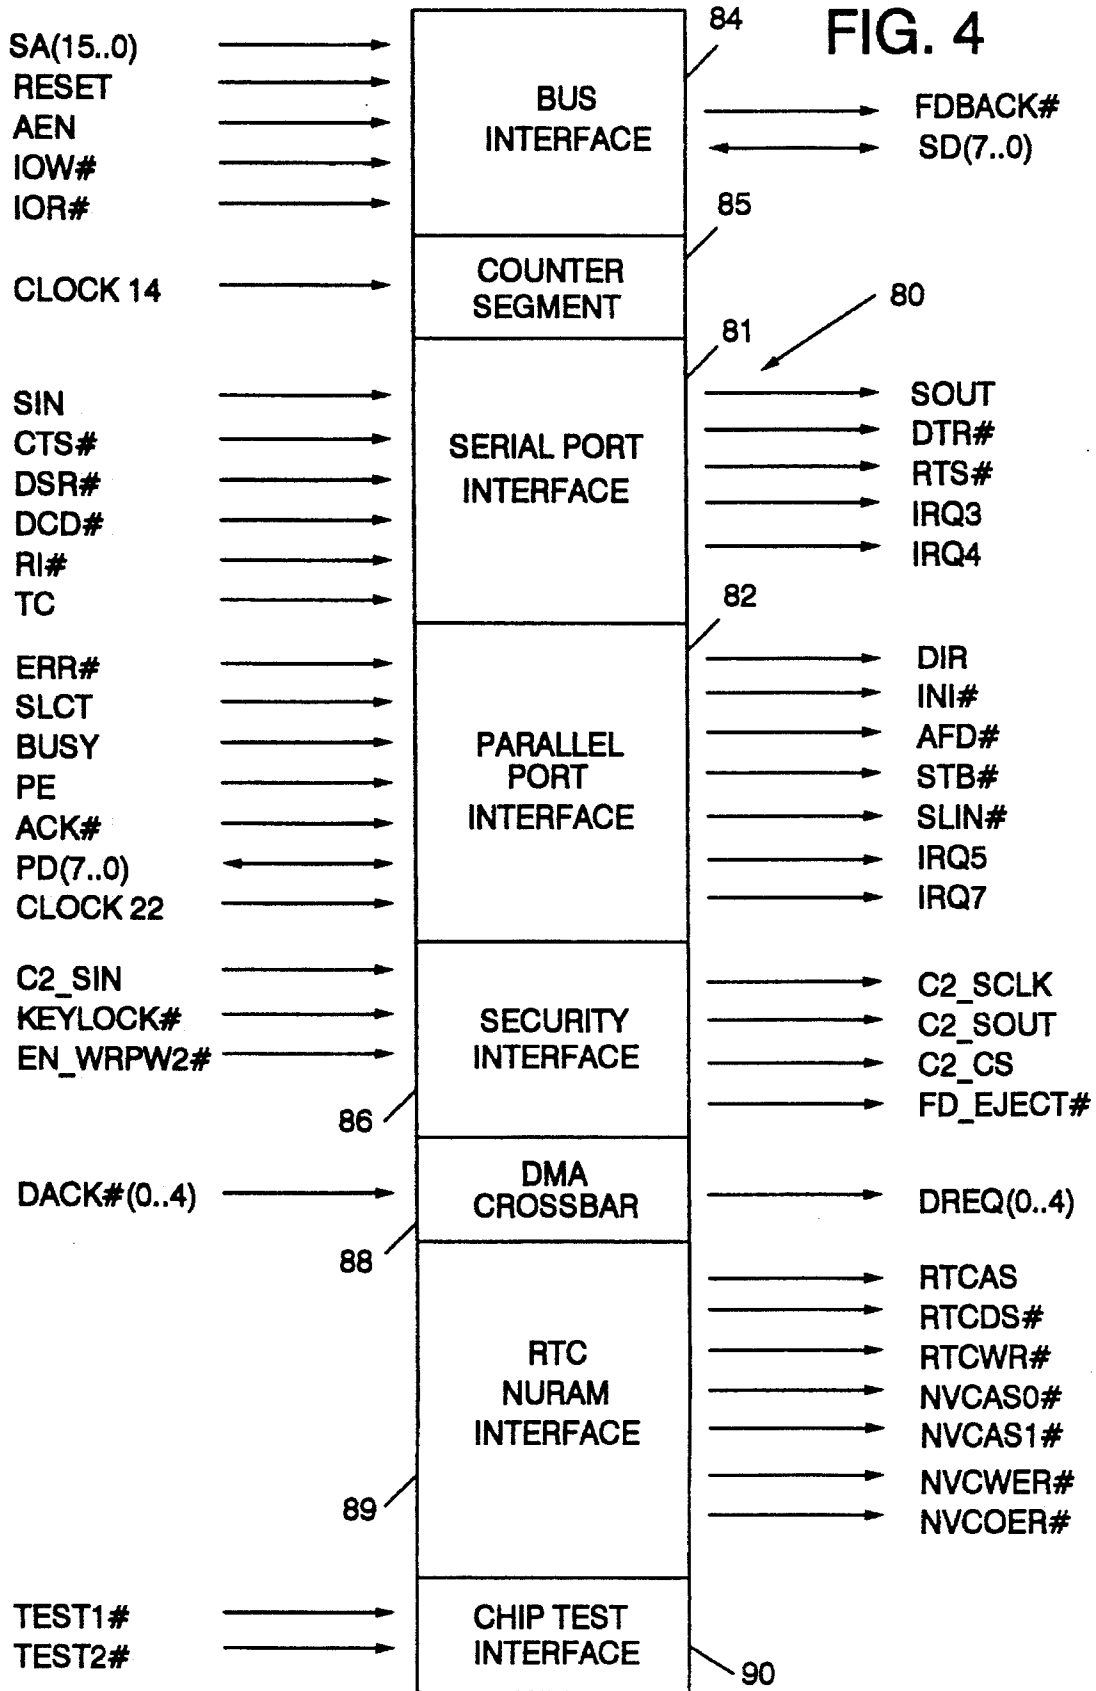 FIG. 4
SA(15..0)
RESET
AEN
IOW#
IOR#
BUS
INTERFACE
84
FDBACK#
SD(7..0)
CLOCK 14
COUNTER
SEGMENT
85
80
SIN
CTS#
DSR#
DCD#
RI#
TC
SERIAL PORT
INTERFACE
81
SOUT
DTR#
RTS#
IRQ3
IRQ4
ERR#
SLCT
BUSY
PE
ACK#
PD(7..0)
CLOCK 22
PARALLEL
PORT
INTERFACE
82
DIR
INI#
AFD#
STB#
SLIN#
IRQ5
IRQ7
C2_SIN
KEYLOCK#
EN_WRPW2#
SECURITY
INTERFACE
86
C2_SCLK
C2_SOUT
C2_CS
FD_EJECT#
DACK#(0..4)
DMA
CROSSBAR
88
DREQ(0..4)
RTC
NURAM
INTERFACE
89
RTCAS
RTCDS#
RTCWR#
NVCAS0#
NVCAS1#
NVCWER#
NVCOER#
TEST1#
TEST2#
CHIP TEST
INTERFACE
90